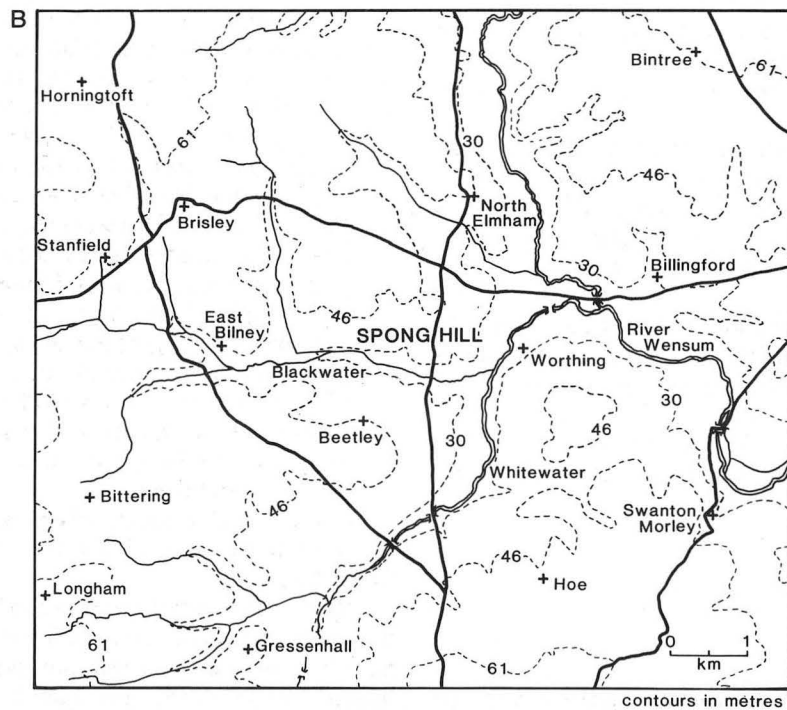 B
Bintree
61
Horningtoft
61
30
46
North
Elmham
Brisley
Stanfield
30
Billingford
East
Bilney
46
SPONG HILL
River
Wensum
Worthing
Blackwater
30
46
Beetley
30
Whitewater
Bittering
46
Swanton
Morley
46
Hoe
Longham
61
Gressenhall
61
0 1
km
contours in metres